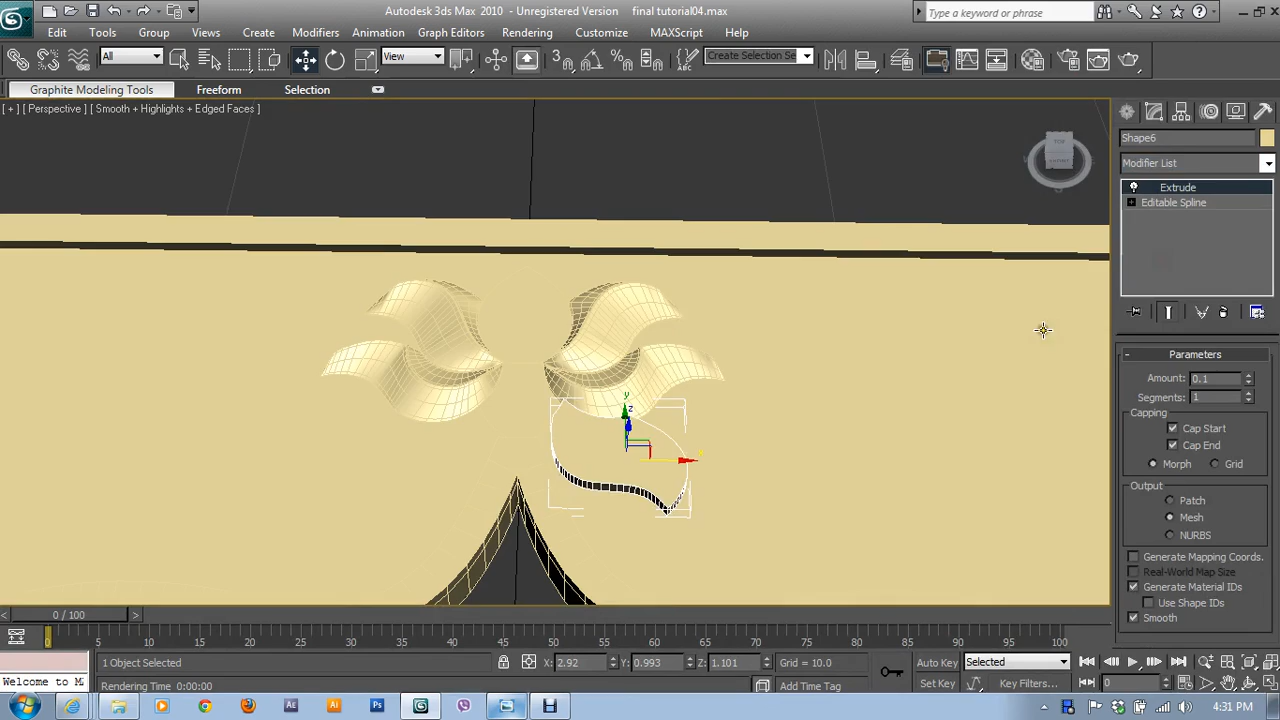 Autodesk 3ds Max 2010 - Unregistered Version final tutorial04.max
Type a keyword or phrase
Edit Tools Group Views Create Modifiers Animation Graph Editors Rendering Customize MAXScript Help
All View Create Selection Se
Graphite Modeling Tools Freeform Selection
[ + ] [ Perspective ] [ Smooth + Highlights + Edged Faces ]
TOP
Shape6
Modifier List
Extrude
Editable Spline
Parameters
Amount: 0.1
Segments: 1
Capping
Cap Start
Cap End
Morph Grid
Output
Patch
Mesh
NURBS
Generate Mapping Coords.
Real-World Map Size
Generate Material IDs
Use Shape IDs
Smooth
y
z
x
0 / 100
0 5 10 15 20 25 30 35 40 45 50 55 60 65 70 75 80 85 90 95 100
1 Object Selected X: 2.92 Y: 0.993 Z: 1.101 Grid = 10.0 Auto Key Selected
Welcome to M
Rendering Time 0:00:00 Add Time Tag Set Key Key Filters... 0
4:31 PM